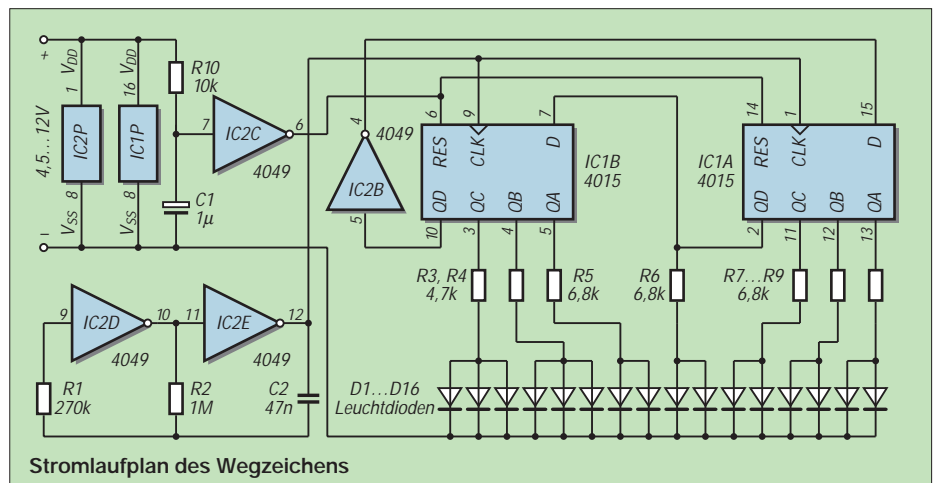 +
4,5...12V
1 VDD
IC2P
VSS 8
16 VDD
IC1P
VSS 8
R10
10k
7
IC2C
6
4049
C1
1µ
–
4
4049
IC2B
5
6
9
7
RES
CLK
D
QD
QC
QB
QA
10
3
4
5
IC1B
4015
14
1
15
RES
CLK
D
QD
QC
QB
QA
2
11
12
13
IC1A
4015
R3, R4
4,7k
R5
6,8k
R6
6,8k
R7...R9
6,8k
9
IC2D
10
4049
11
IC2E
12
4049
R1
270k
R2
1M
C2
47n
D1...D16
Leuchtdioden
Stromlaufplan des Wegzeichens